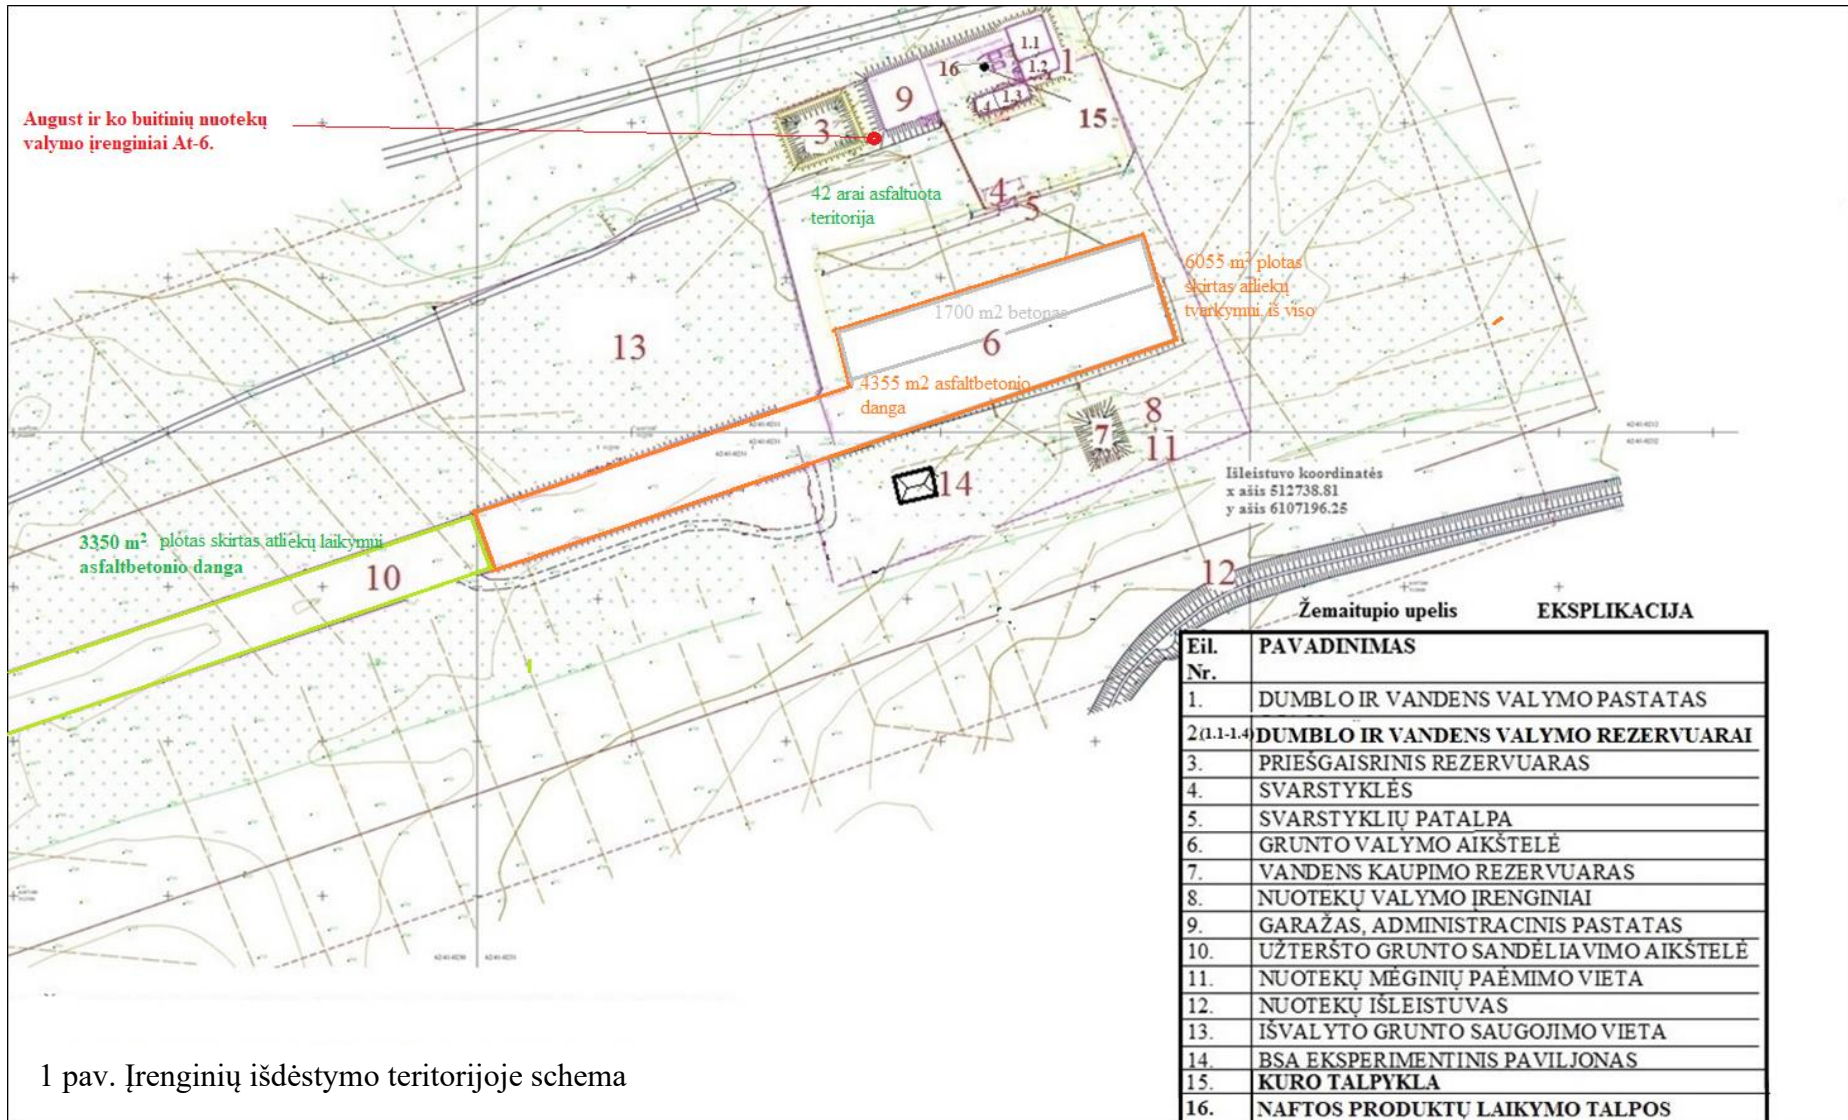 1.1
1.2
1
16
1.3
1.4
15
9
3
August ir ko buitinių nuotekų
valymo įrenginiai At-6.
42 arai asfaltuota
teritorija
4
5
6055 m² plotas
skirtas atliekų
tvarkymui, iš viso
1700 m2 betonas
6
13
4355 m2 asfaltbetonio
danga
8
7
11
14
Išleistuvo koordinatės
x ašis 512738.81
y ašis 6107196.25
3350 m² plotas skirtas atliekų laikymui
asfaltbetonio danga
10
12
Žemaitupio upelis
EKSPLIKACIJA
Eil. Nr. PAVADINIMAS
1. DUMBLO IR VANDENS VALYMO PASTATAS
2(1.1-1.4) DUMBLO IR VANDENS VALYMO REZERVUARAI
3. PRIEŠGAISRINIS REZERVUARAS
4. SVARSTYKLĖS
5. SVARSTYKLIŲ PATALPA
6. GRUNTO VALYMO AIKŠTELĖ
7. VANDENS KAUPIMO REZERVUARAS
8. NUOTEKŲ VALYMO ĮRENGINIAI
9. GARAŽAS, ADMINISTRACINIS PASTATAS
10. UŽTERŠTO GRUNTO SANDĖLIAVIMO AIKŠTELĖ
11. NUOTEKŲ MĖGINIŲ PAĖMIMO VIETA
12. NUOTEKŲ IŠLEISTUVAS
13. IŠVALYTO GRUNTO SAUGOJIMO VIETA
14. BSA EKSPERIMENTINIS PAVILJONAS
15. KURO TALPYKLA
16. NAFTOS PRODUKTŲ LAIKYMO TALPOS
1 pav. Įrenginių išdėstymo teritorijoje schema